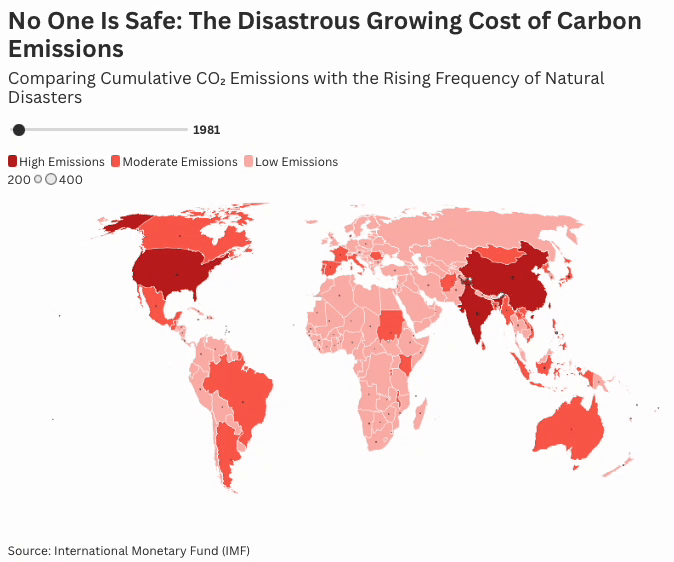 No One Is Safe: The Disastrous Growing Cost of Carbon
Emissions
Comparing Cumulative CO₂ Emissions with the Rising Frequency of Natural
Disasters
1981
High Emissions Moderate Emissions Low Emissions
200 400
Source: International Monetary Fund (IMF)